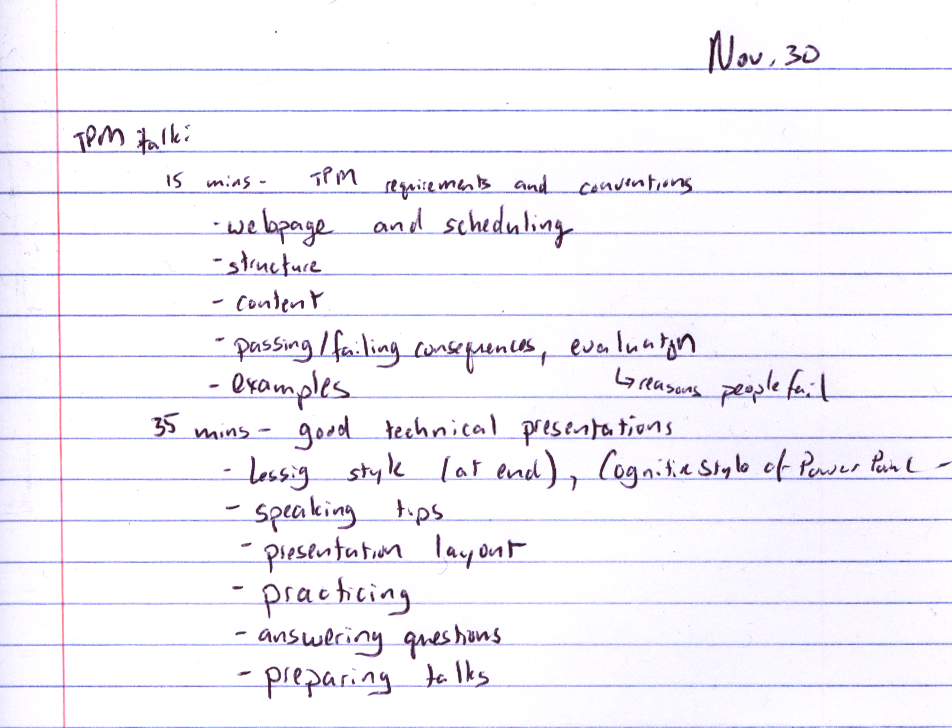 Nov. 30
TPM talk:
15 mins - TPM requirements and conventions
- webpage and scheduling
- structure
- content
- passing/failing consequences, evaluation
- examples ↳ reasons people fail
35 mins - good technical presentations
- Lessig style (at end), Cognitive Style of PowerPoint -
- speaking tips
- presentation layout
- practicing
- answering questions
- preparing talks